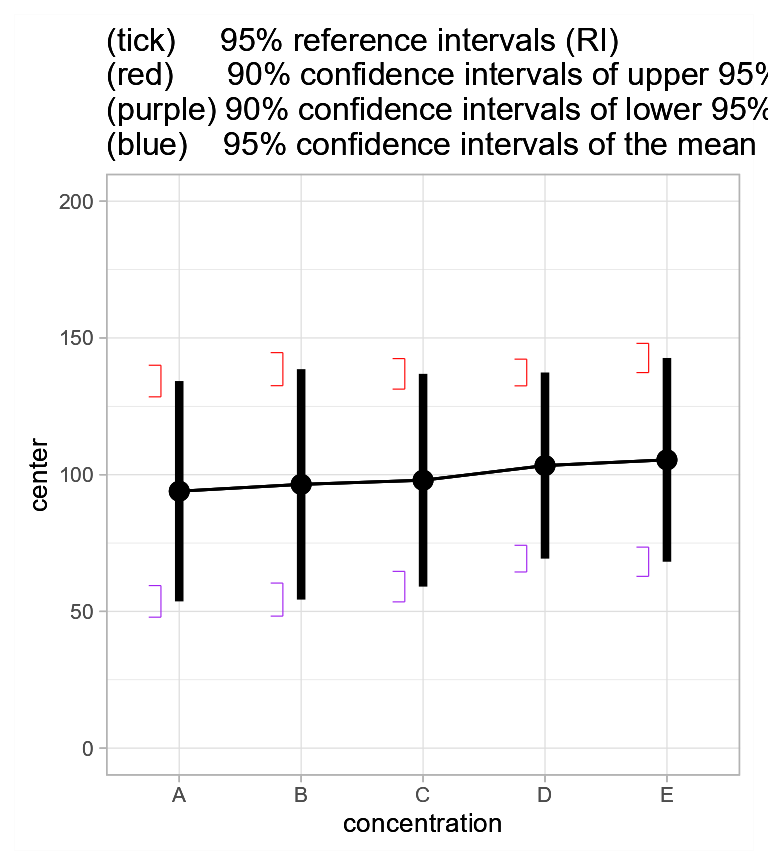 (tick) 95% reference intervals (RI)
(red) 90% confidence intervals of upper 95%
(purple) 90% confidence intervals of lower 95%
(blue) 95% confidence intervals of the mean
200
150
100
50
0
center
A B C D E
concentration